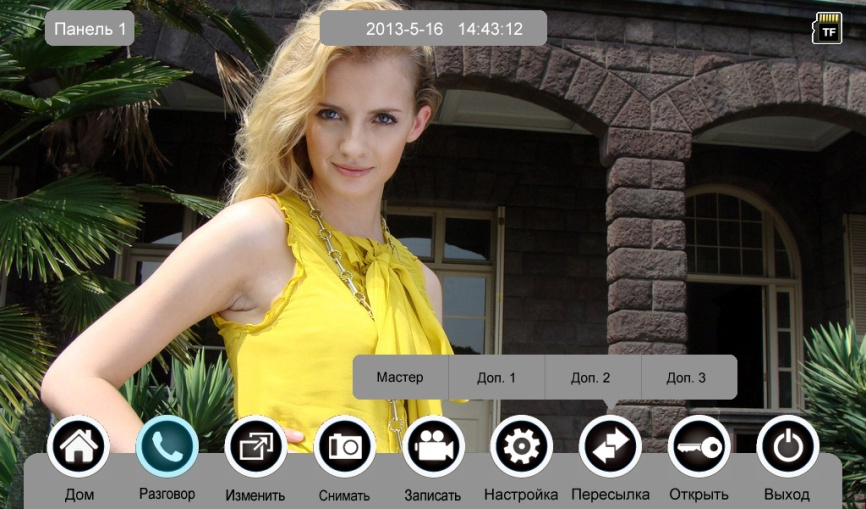 Панель 1
2013-5-16 14:43:12
TF
Мастер Доп. 1 Доп. 2 Доп. 3
Дом Разговор Изменить Снимать Записать Настройка Пересылка Открыть Выход